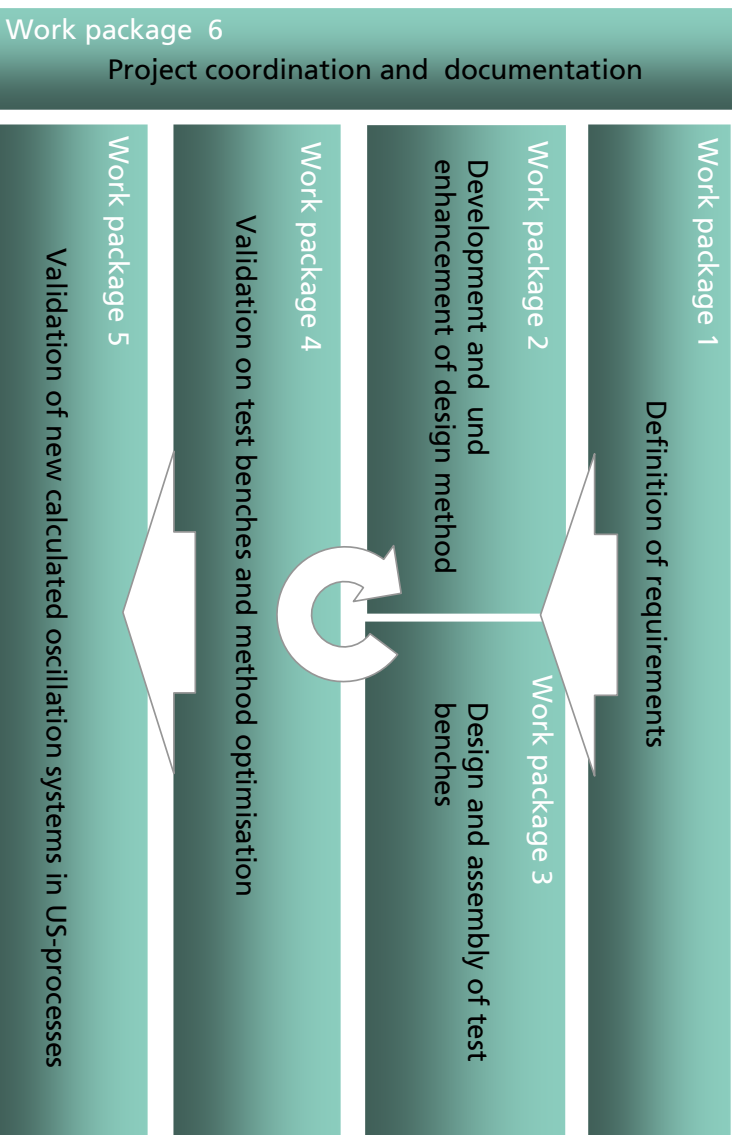 Work package 6
Project coordination and documentation
Work package 1
Definition of requirements
Work package 2
Development and und
enhancement of design method
Work package 3
Design and assembly of test
benches
Work package 4
Validation on test benches and method optimisation
Work package 5
Validation of new calculated oscillation systems in US-processes